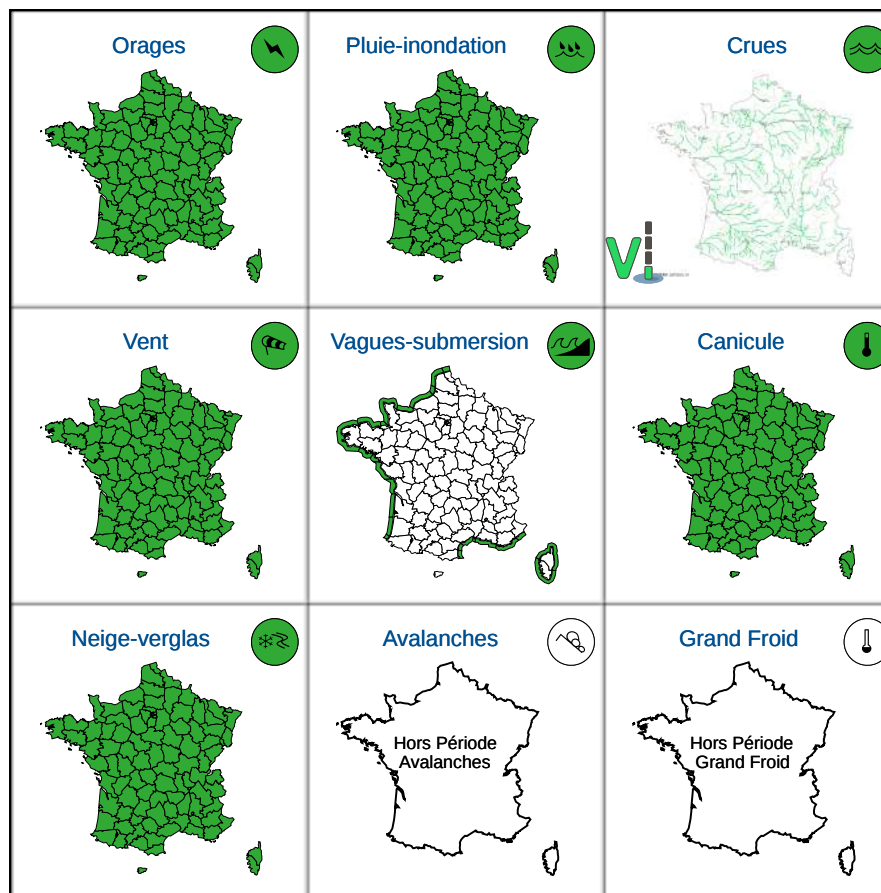 Orages
Pluie-inondation
Crues
Vent
Vagues-submersion
Canicule
Neige-verglas
Avalanches
Grand Froid
Hors Période
Avalanches
Hors Période
Grand Froid